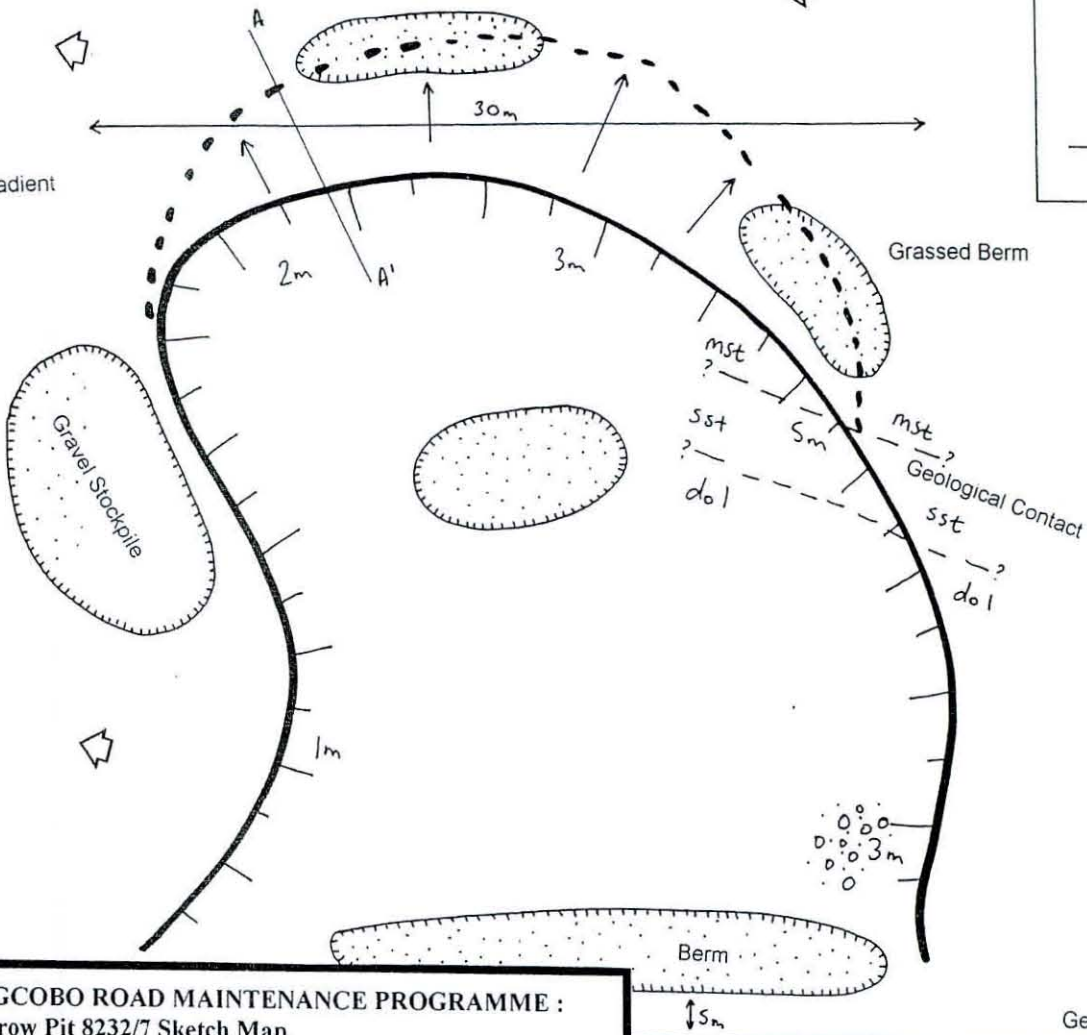 A
30m
adient
Grassed Berm
2m
A'
3m
mst
?
5m
mst
?
sst
?
Geological Contact
dol
sst
?
dol
Gravel Stockpile
1m
3m
Berm
5m
GCOBO ROAD MAINTENANCE PROGRAMME :
row Pit 8232/7 Sketch Map
Ge